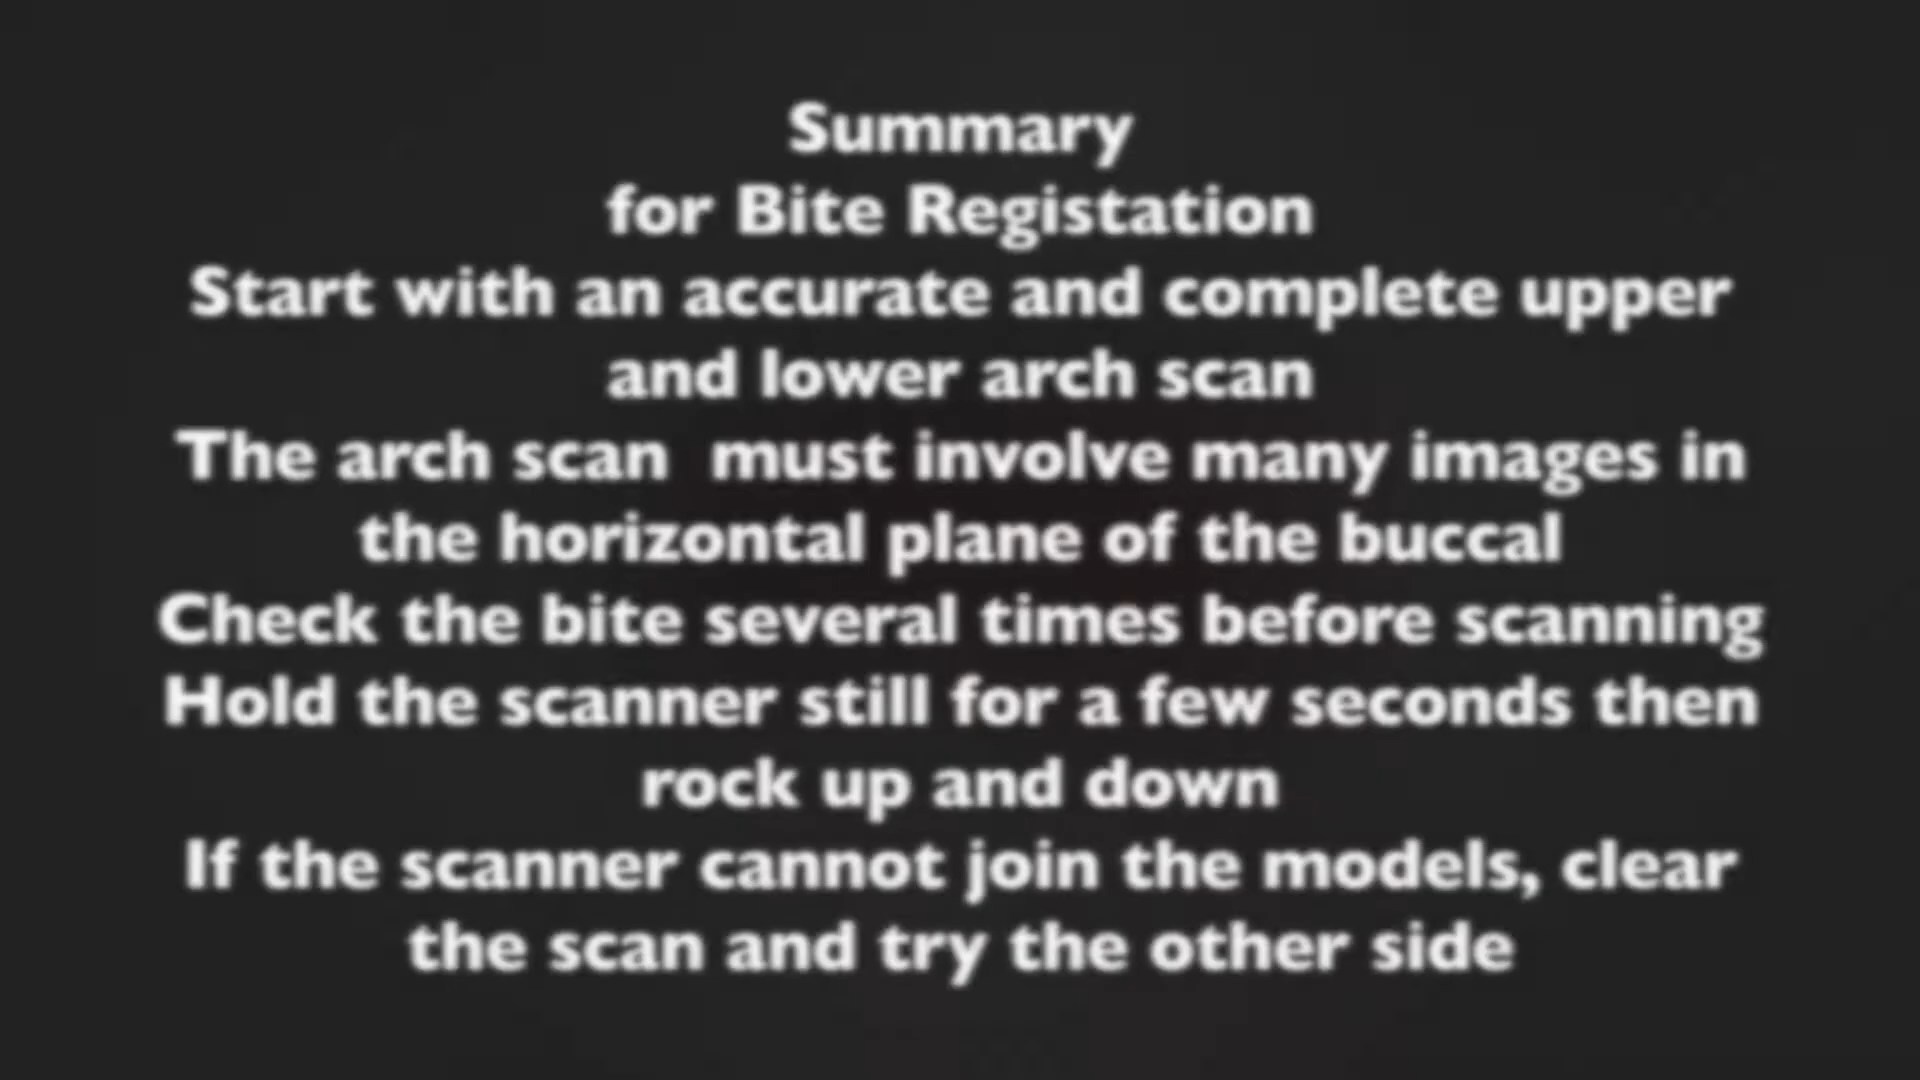 Summary
for Bite Registation
Start with an accurate and complete upper
and lower arch scan
The arch scan  must involve many images in
the horizontal plane of the buccal
Check the bite several times before scanning
Hold the scanner still for a few seconds then
rock up and down
If the scanner cannot join the models, clear
the scan and try the other side